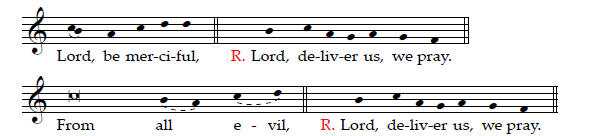 Lord, be mer-ci-ful, R. Lord, de-liv-er us, we pray.
From all e - vil, R. Lord, de-liv-er us, we pray.